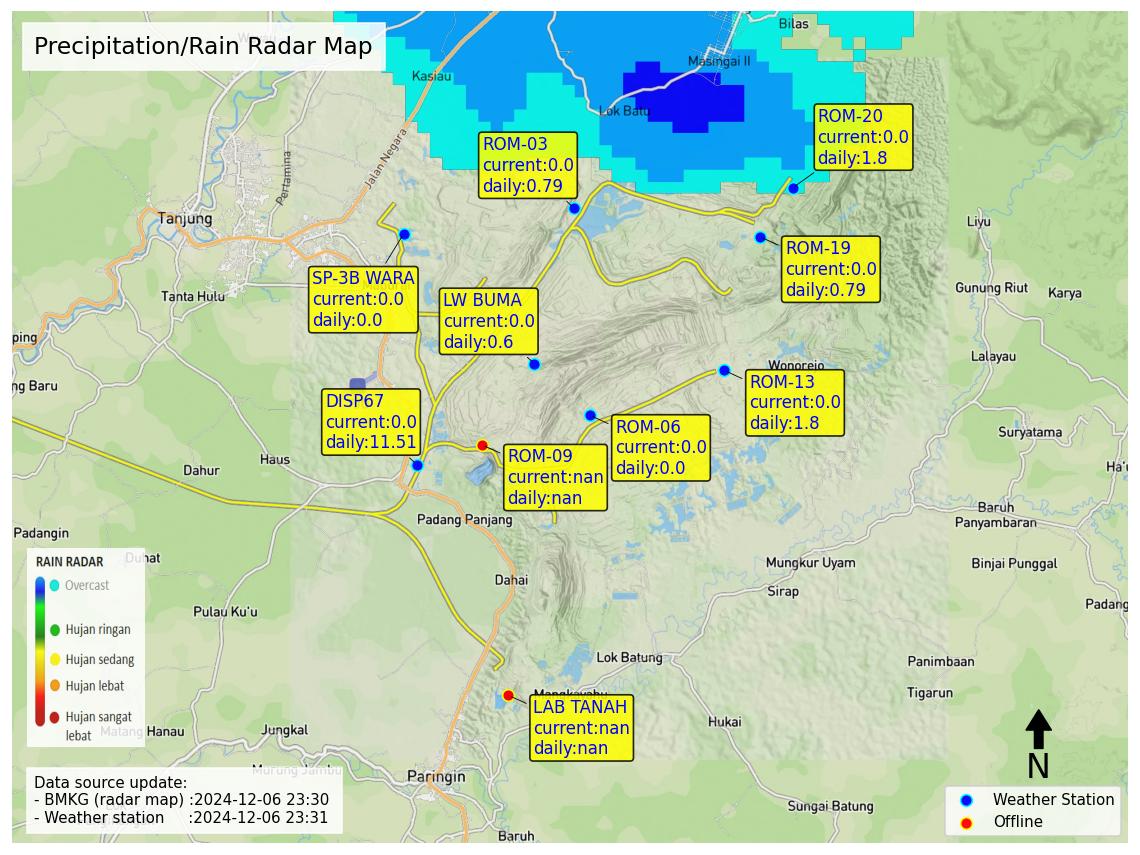 Precipitation/Rain Radar Map
Bilas
Masingai II
Kasiau
Lok Batu
ROM-20
current:0.0
daily:1.8
ROM-03
current:0.0
daily:0.79
Jalan Negara
Pertamina
Tanjung
Liyu
ROM-19
current:0.0
daily:0.79
SP-3B WARA
current:0.0
daily:0.0
LW BUMA
current:0.0
daily:0.6
Tanta Hulu
Gunung Riut
Karya
ping
Lalayau
Wonorejo
ng Baru
ROM-13
current:0.0
daily:1.8
DISP67
current:0.0
daily:11.51
ROM-06
current:0.0
daily:0.0
Suryatama
ROM-09
current:nan
daily:nan
Haus
Dahur
Ha'u
Baruh
Panyambaran
Padang Panjang
Padangin
Duhat
Binjai Punggal
Mungkur Uyam
Dahai
Sirap
Padang
Pulau Ku'u
RAIN RADAR
Overcast
Hujan ringan
Hujan sedang
Hujan lebat
Hujan sangat
lebat
Lok Batung
Panimbaan
Tigarun
Mangkayahu
LAB TANAH
current:nan
daily:nan
Hukai
Matang Hanau
Jungkal
Murung Jambu
Paringin
Sungai Batung
Baruh
N
Data source update:
- BMKG (radar map) :2024-12-06 23:30
- Weather station :2024-12-06 23:31
Weather Station
Offline